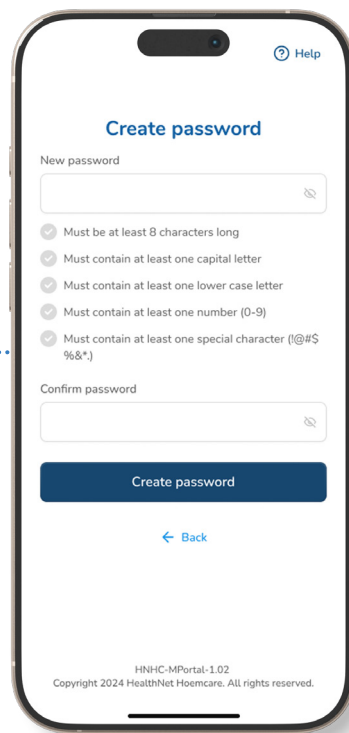 Help
Create password
New password
Must be at least 8 characters long
Must contain at least one capital letter
Must contain at least one lower case letter
Must contain at least one number (0-9)
Must contain at least one special character (!@#$
%&*.)
Confirm password
Create password
Back
HNHC-MPortal-1.02
Copyright 2024 HealthNet Hoemcare. All rights reserved.